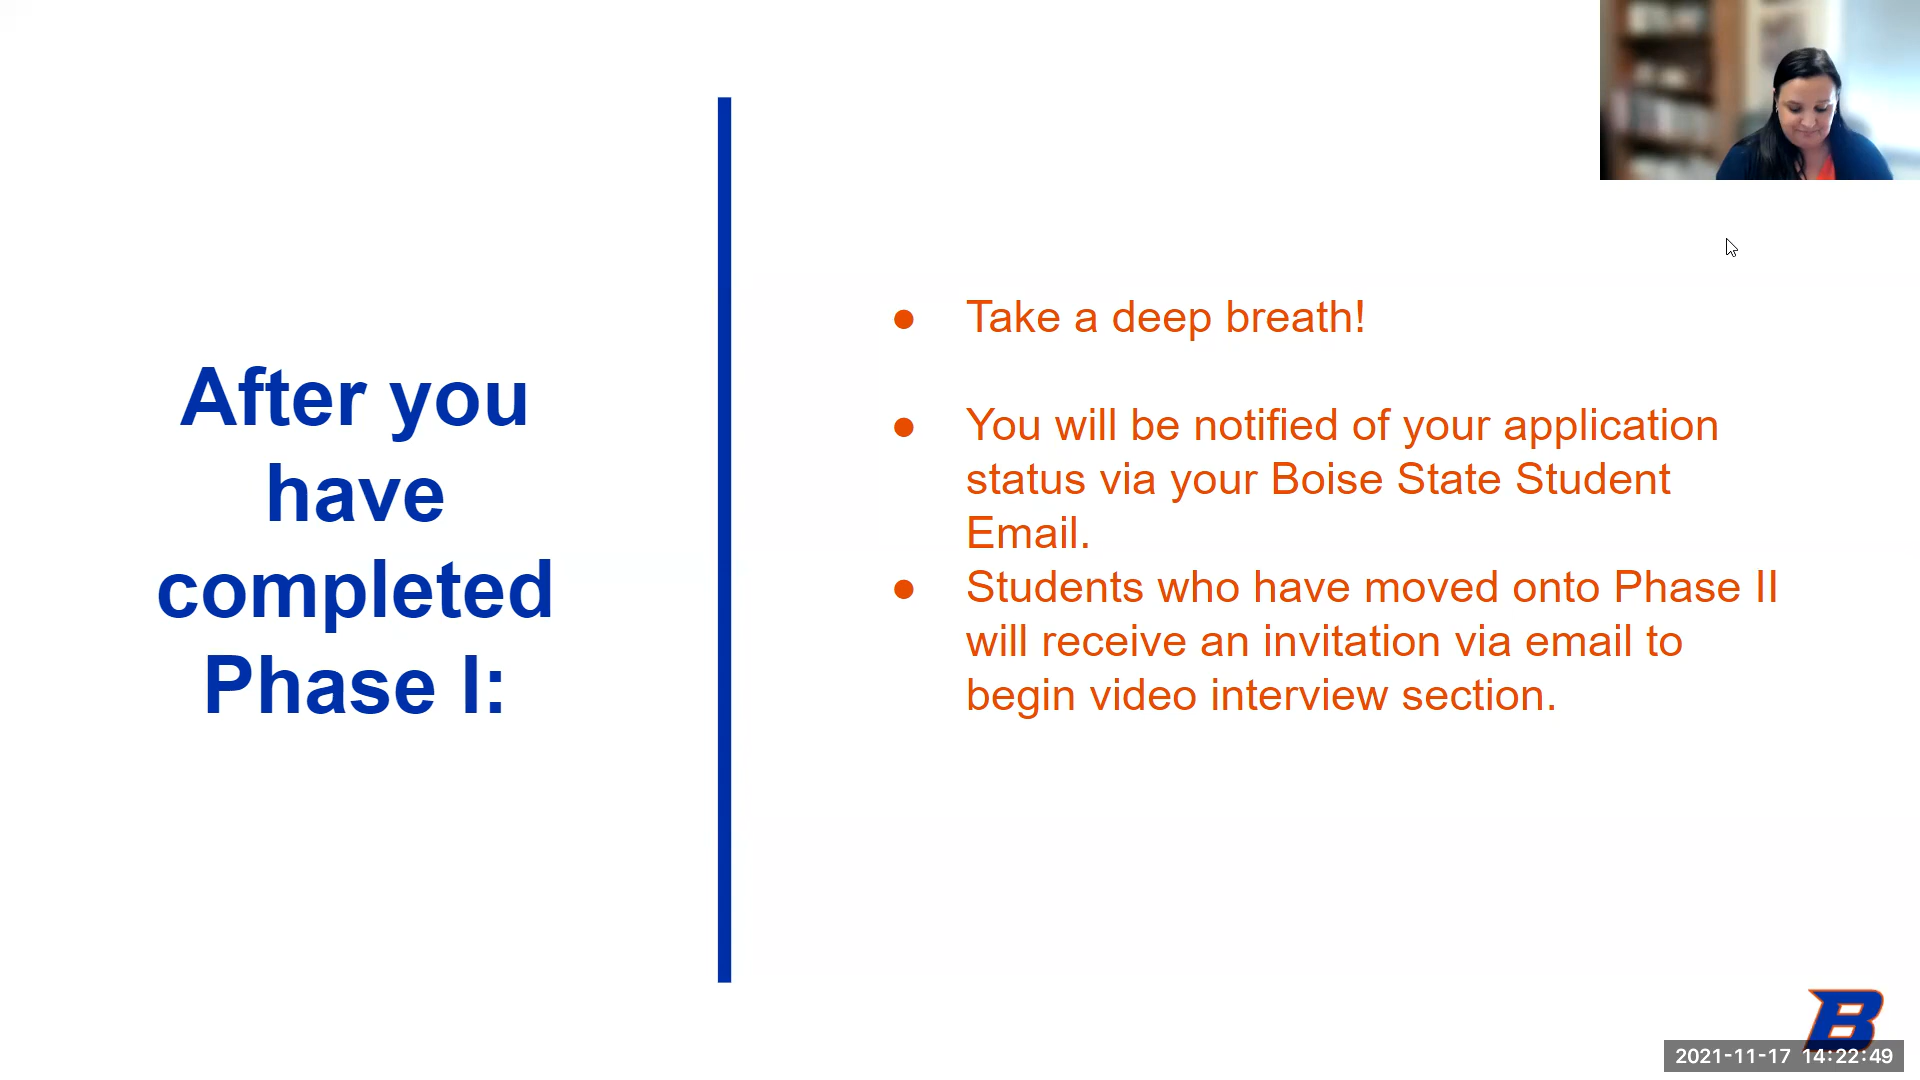 After you
have
completed
Phase I:
● Take a deep breath!
● You will be notified of your application
status via your Boise State Student
Email.
● Students who have moved onto Phase II
will receive an invitation via email to
begin video interview section.
B
2021-11-17 14:22:49